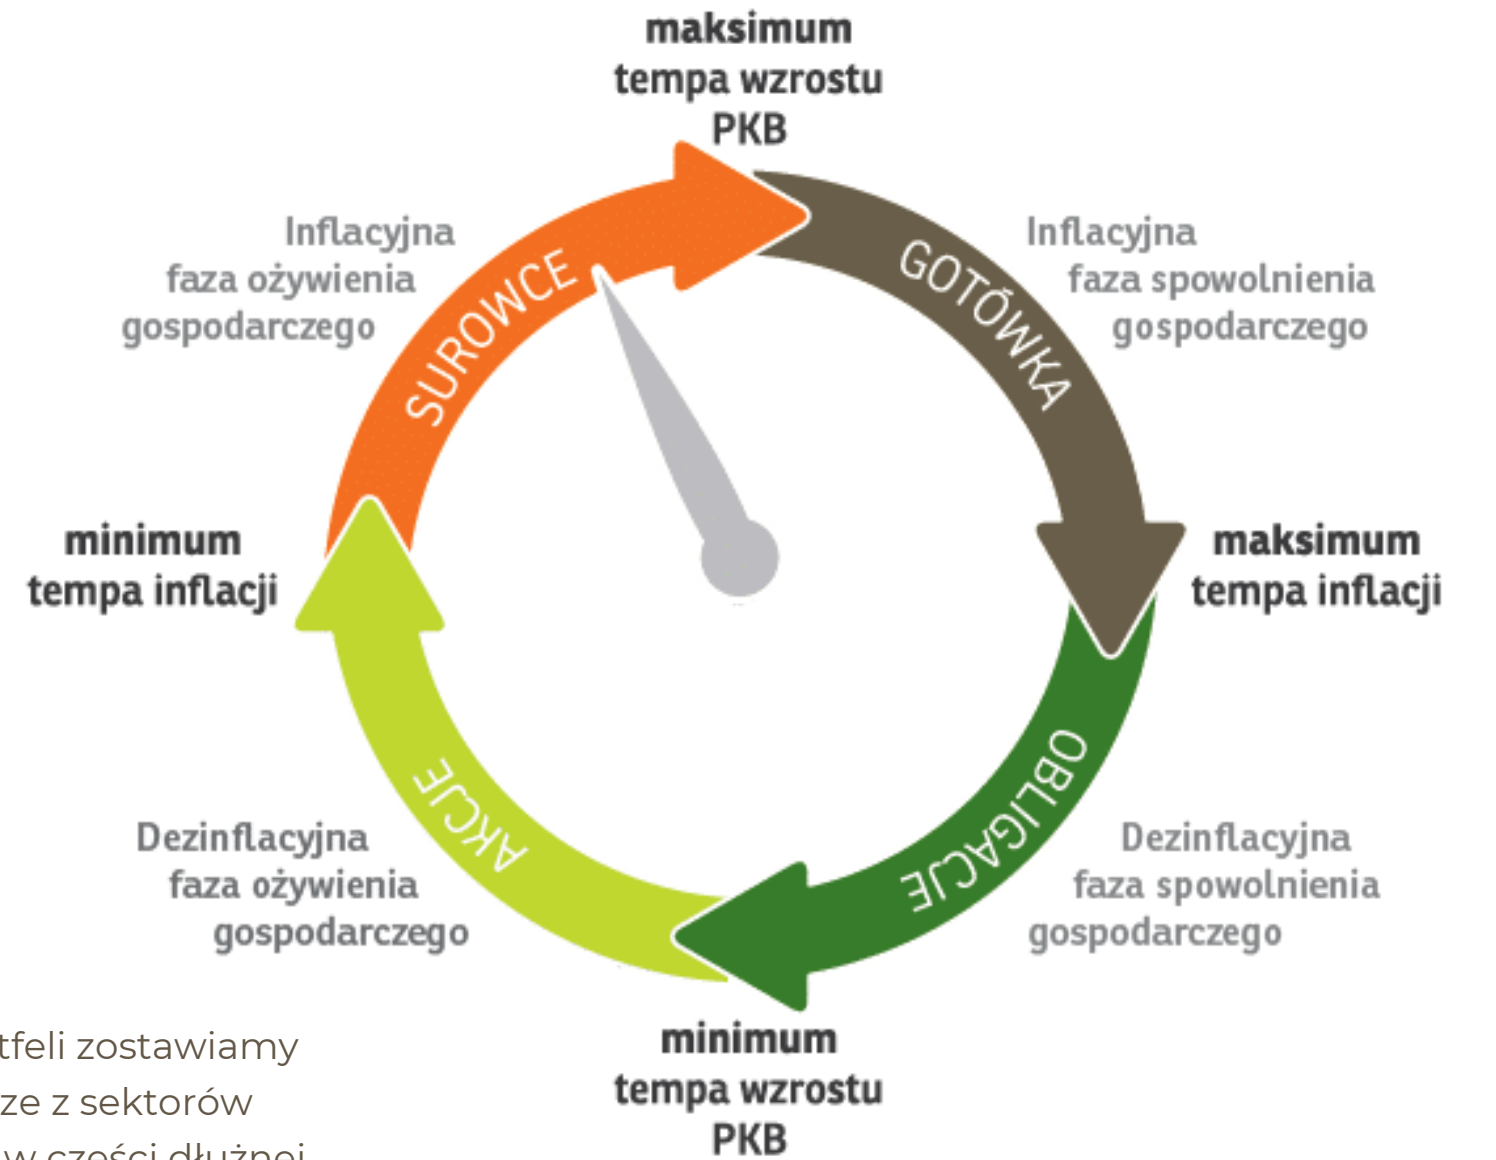 maksimum
tempa wzrostu
PKB
Inflacyjna
faza ożywienia
gospodarczego
SUROWCE
GOTÓWKA
Inflacyjna
faza spowolnienia
gospodarczego
minimum
tempa inflacji
maksimum
tempa inflacji
Dezinflacyjna
faza ożywienia
gospodarczego
AKCJE
OBLIGACJE
Dezinflacyjna
faza spowolnienia
gospodarczego
minimum
tempa wzrostu
PKB
tfeli zostawiamy
ze z sektorów
w części dłużnej